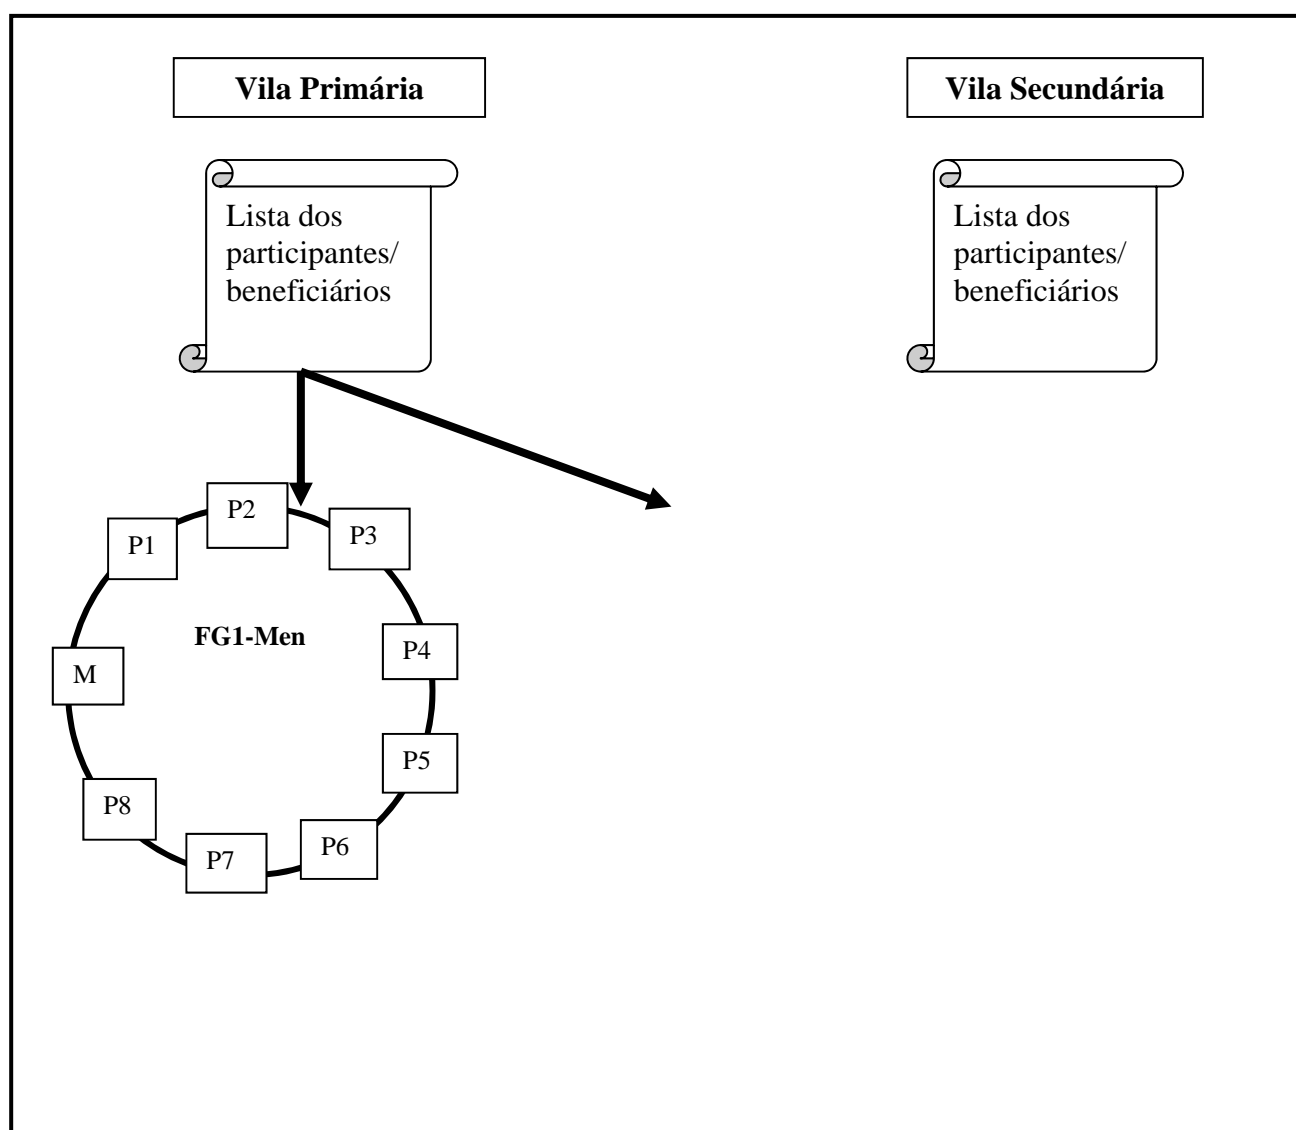 Vila Primária
Vila Secundária
Lista dos
participantes/
beneficiários
Lista dos
participantes/
beneficiários
P2
P3
P1
FG1-Men
P4
M
P5
P8
P6
P7